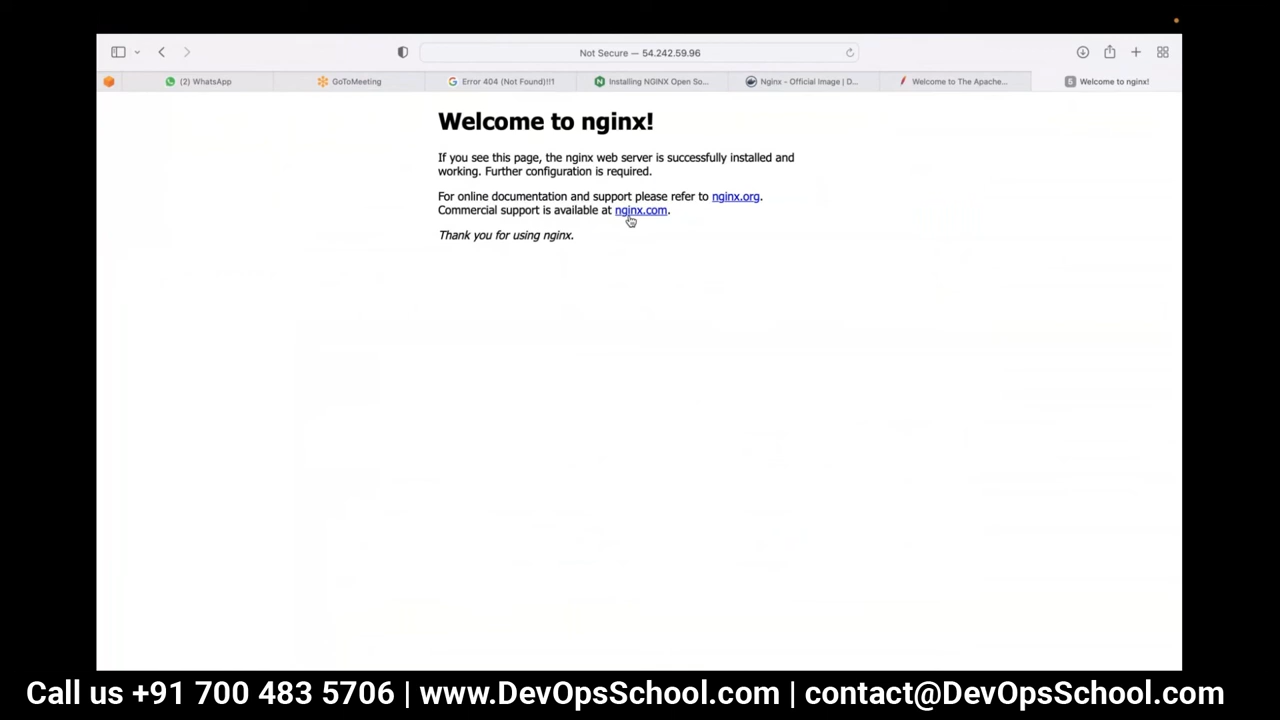 Not Secure — 54.242.59.96
(2) WhatsApp
GoToMeeting
Error 404 (Not Found)!!1
Installing NGINX Open So...
Nginx - Official Image | D...
Welcome to The Apache...
5 Welcome to nginx!
Welcome to nginx!
If you see this page, the nginx web server is successfully installed and
working. Further configuration is required.
For online documentation and support please refer to nginx.org.
Commercial support is available at nginx.com.
Thank you for using nginx.
Call us +91 700 483 5706 | www.DevOpsSchool.com | contact@DevOpsSchool.com